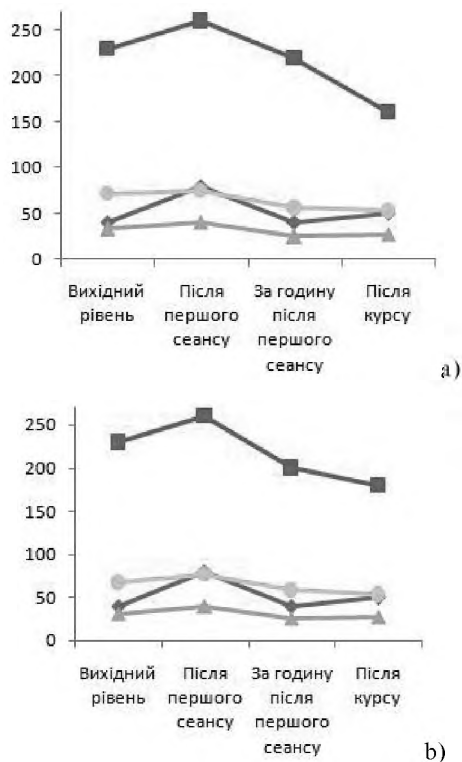 250
200
150
100
50
0
Вихідний рівень
Після першого сеансу
За годину після першого сеансу
Після курсу
a)
250
200
150
100
50
0
Вихідний рівень
Після першого сеансу
За годину після першого сеансу
Після курсу
b)